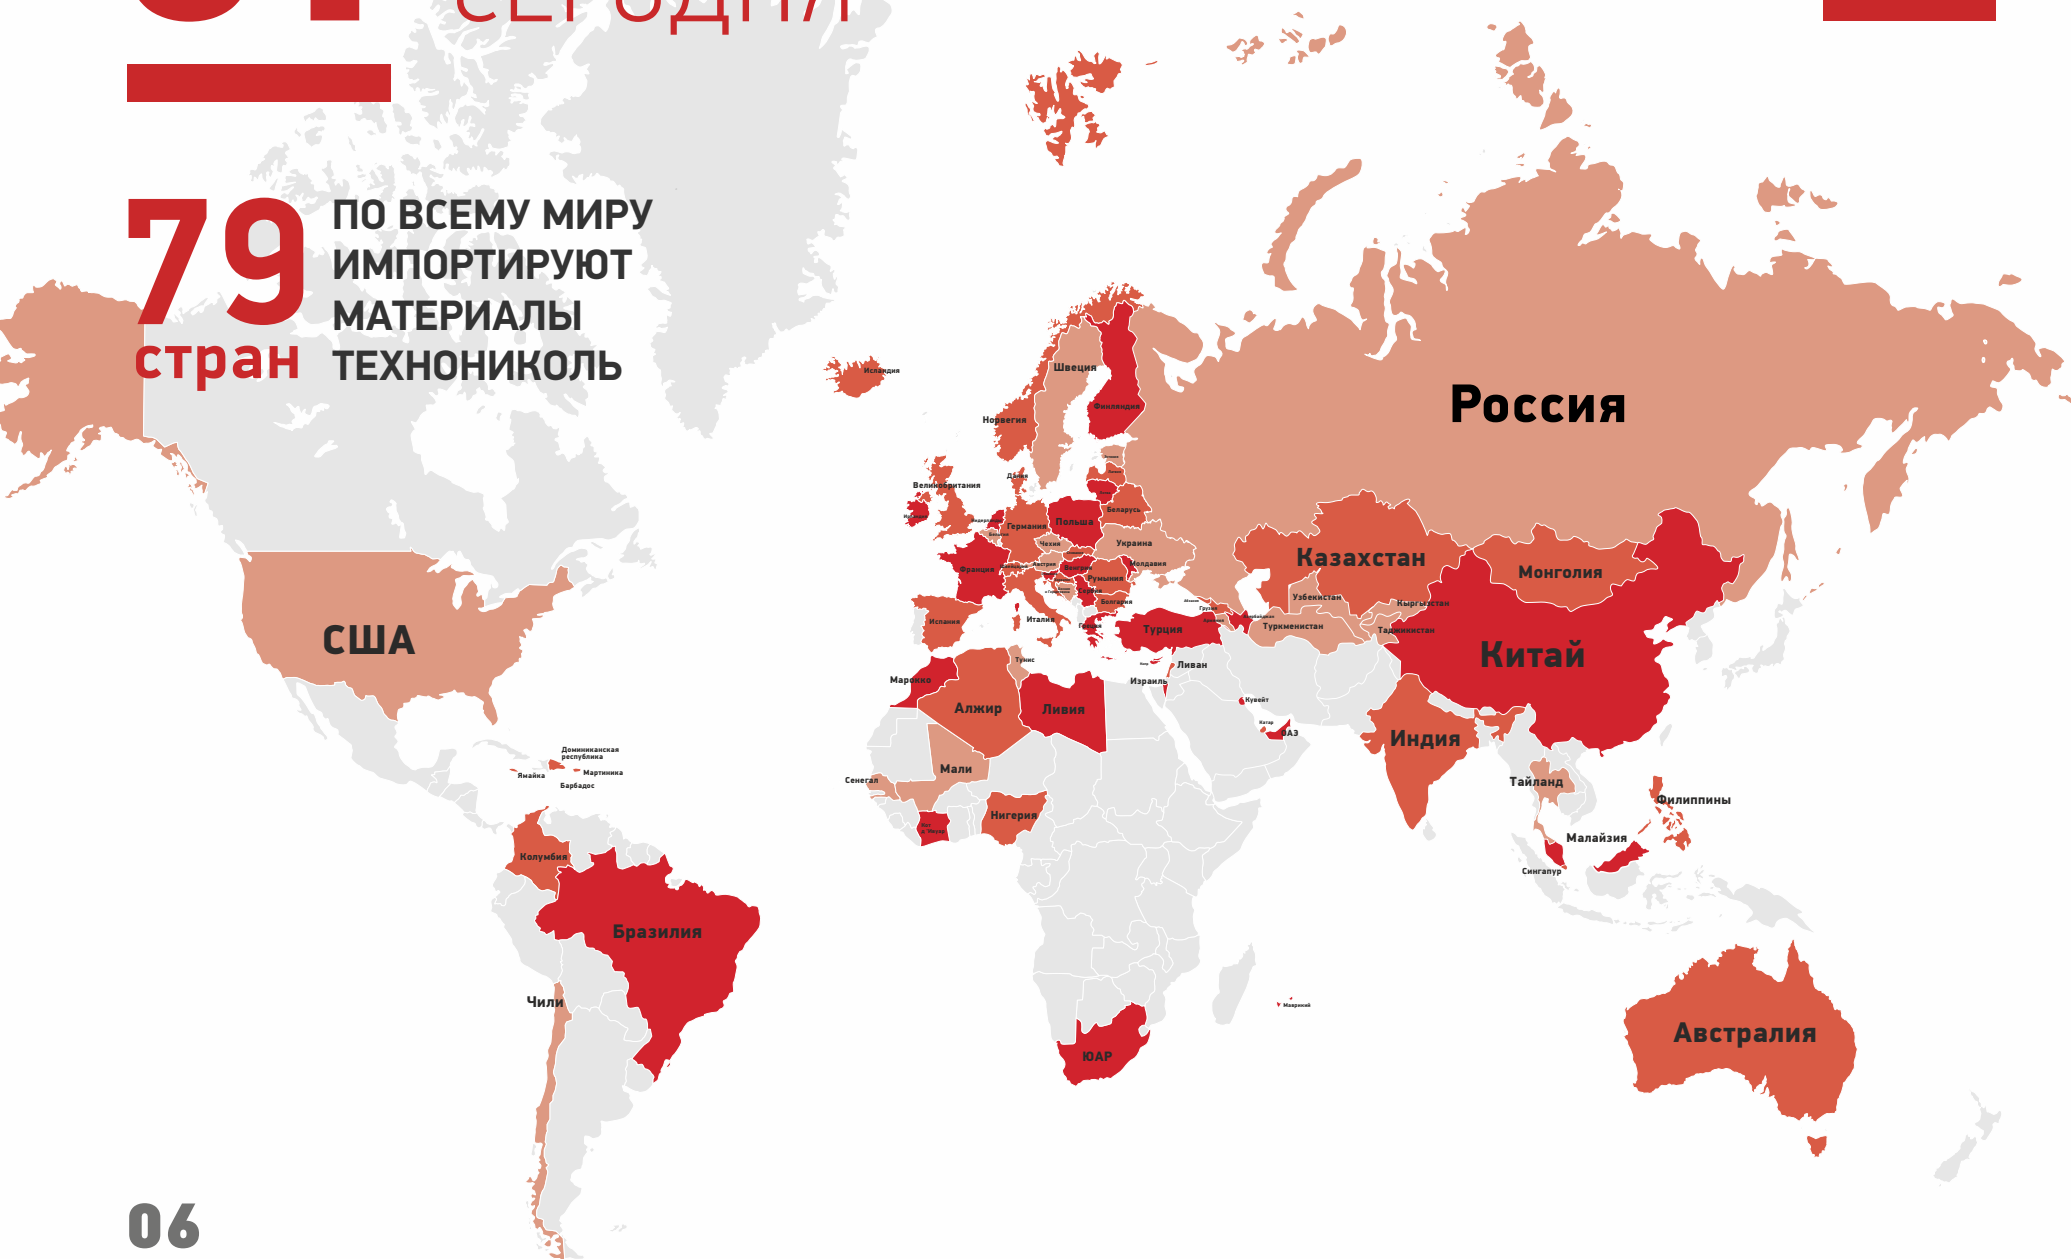 СЕГОДНЯ
79
стран
ПО ВСЕМУ МИРУ
ИМПОРТИРУЮТ
МАТЕРИАЛЫ
ТЕХНОНИКОЛЬ
Исландия
Швеция
Финляндия
Норвегия
Россия
Дания
Великобритания
Беларусь
Польша
Германия
Чехия
Украина
Франция
Австрия
Венгрия
Молдавия
Румыния
Сербия
Болгария
Испания
Италия
Греция
Турция
Грузия
Казахстан
Монголия
Узбекистан
Кыргызстан
Туркменистан
Таджикистан
Китай
США
Тунис
Ливан
Израиль
Марокко
Алжир
Ливия
Кувейт
Катар
ОАЭ
Индия
Доминиканская
республика
Ямайка
Мартиника
Барбадос
Сенегал
Мали
Нигерия
Тайланд
Филиппины
Малайзия
Сингапур
Колумбия
Бразилия
Чили
Маврикий
ЮАР
Австралия
06